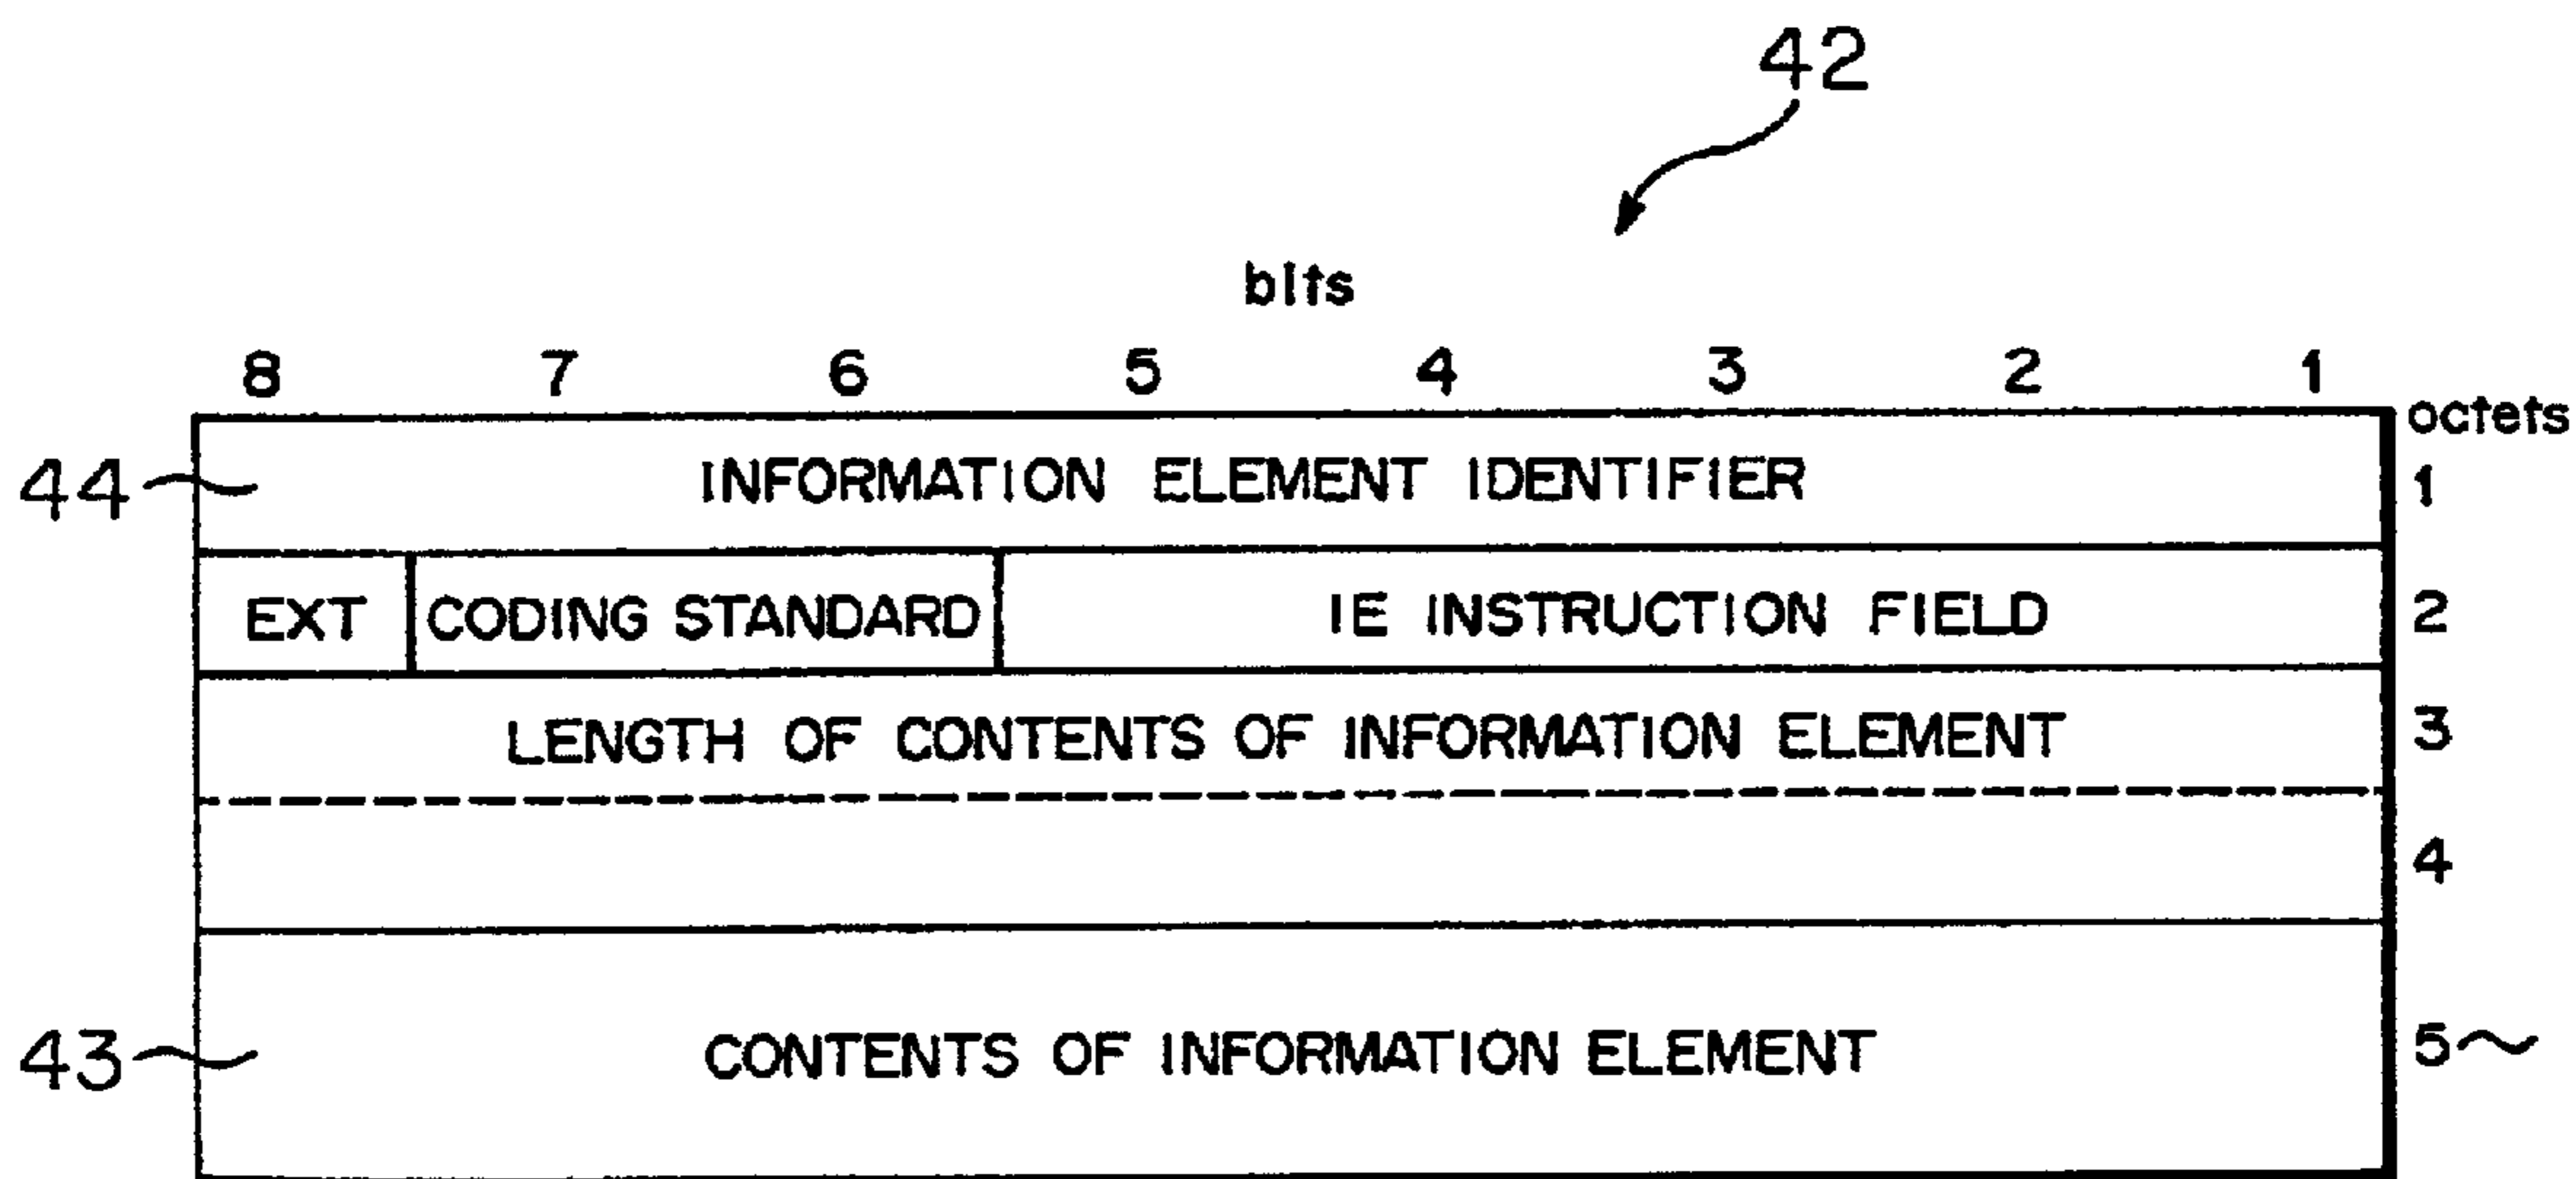 42
bits
8 7 6 5 4 3 2 1
octets
44 INFORMATION ELEMENT IDENTIFIER 1
EXT CODING STANDARD IE INSTRUCTION FIELD 2
LENGTH OF CONTENTS OF INFORMATION ELEMENT 3
4
43 CONTENTS OF INFORMATION ELEMENT 5~